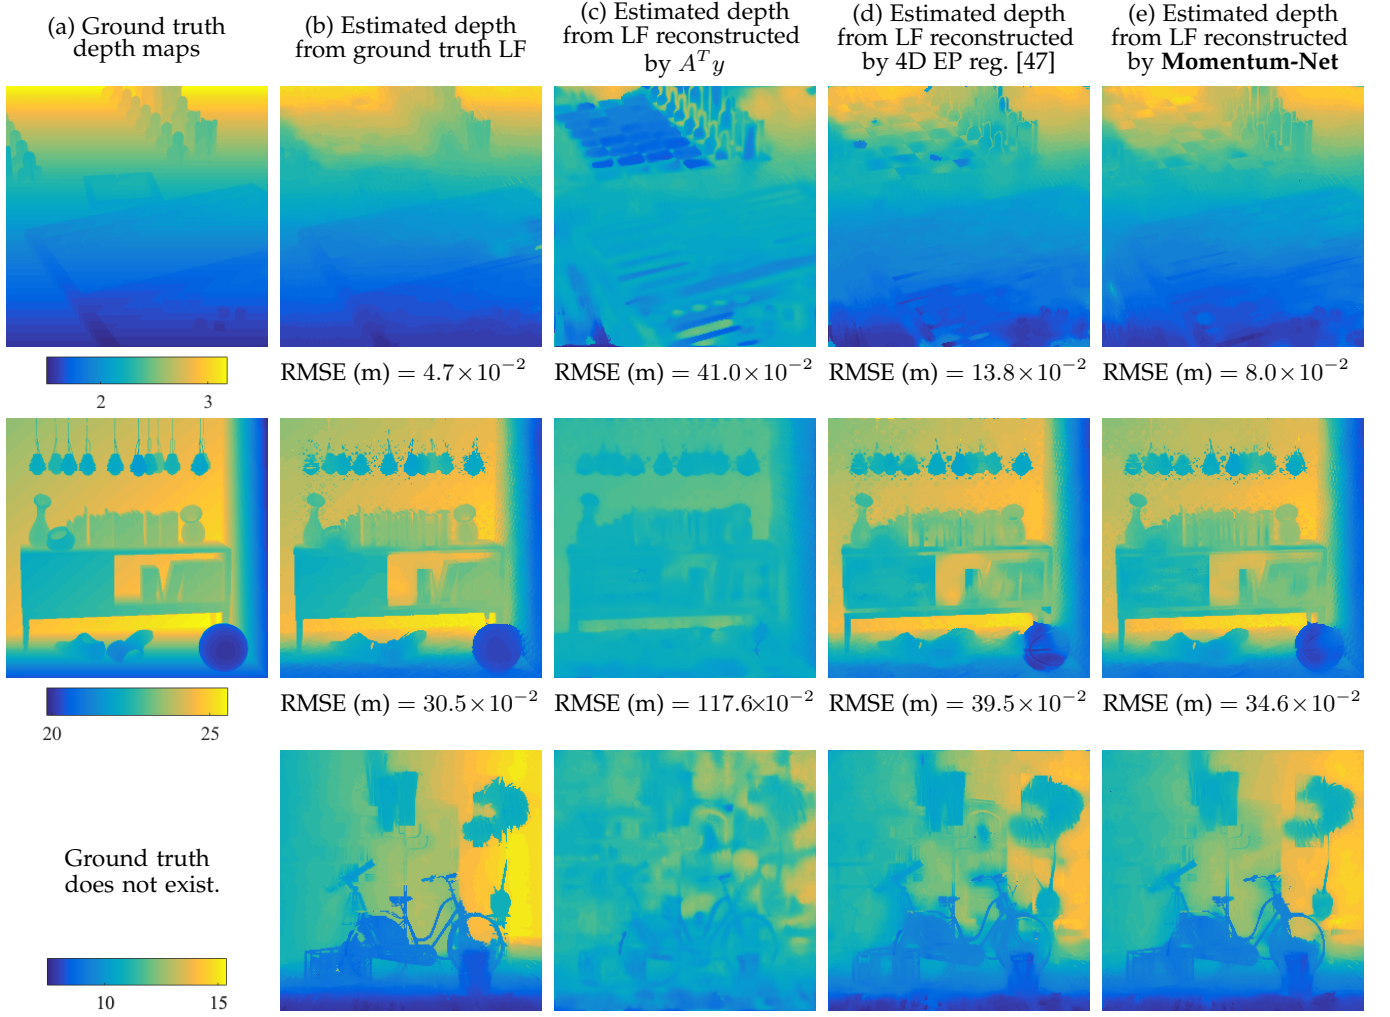 (a) Ground truth
depth maps
(b) Estimated depth
from ground truth LF
(c) Estimated depth
from LF reconstructed
by $A^T y$
(d) Estimated depth
from LF reconstructed
by 4D EP reg. [47]
(e) Estimated depth
from LF reconstructed
by Momentum-Net
2 3
RMSE (m) = 4.7×10⁻²
RMSE (m) = 41.0×10⁻²
RMSE (m) = 13.8×10⁻²
RMSE (m) = 8.0×10⁻²
20 25
RMSE (m) = 30.5×10⁻²
RMSE (m) = 117.6×10⁻²
RMSE (m) = 39.5×10⁻²
RMSE (m) = 34.6×10⁻²
Ground truth
does not exist.
10 15